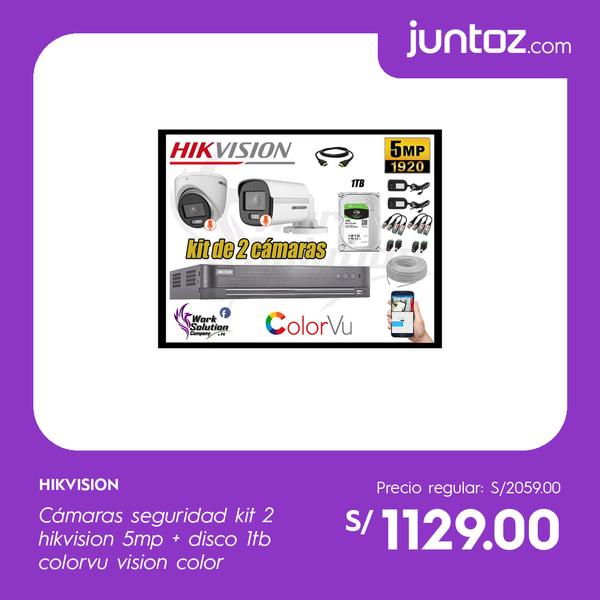 juntoz.com
HIKVISION
5MP
1920
1TB
kit de 2 cámaras
HIKVISION
Work
Solution
Company
ColorVu
HIKVISION
Cámaras seguridad kit 2
hikvision 5mp + disco 1tb
colorvu vision color
Precio regular: S/2059.00
S/ 1129.00